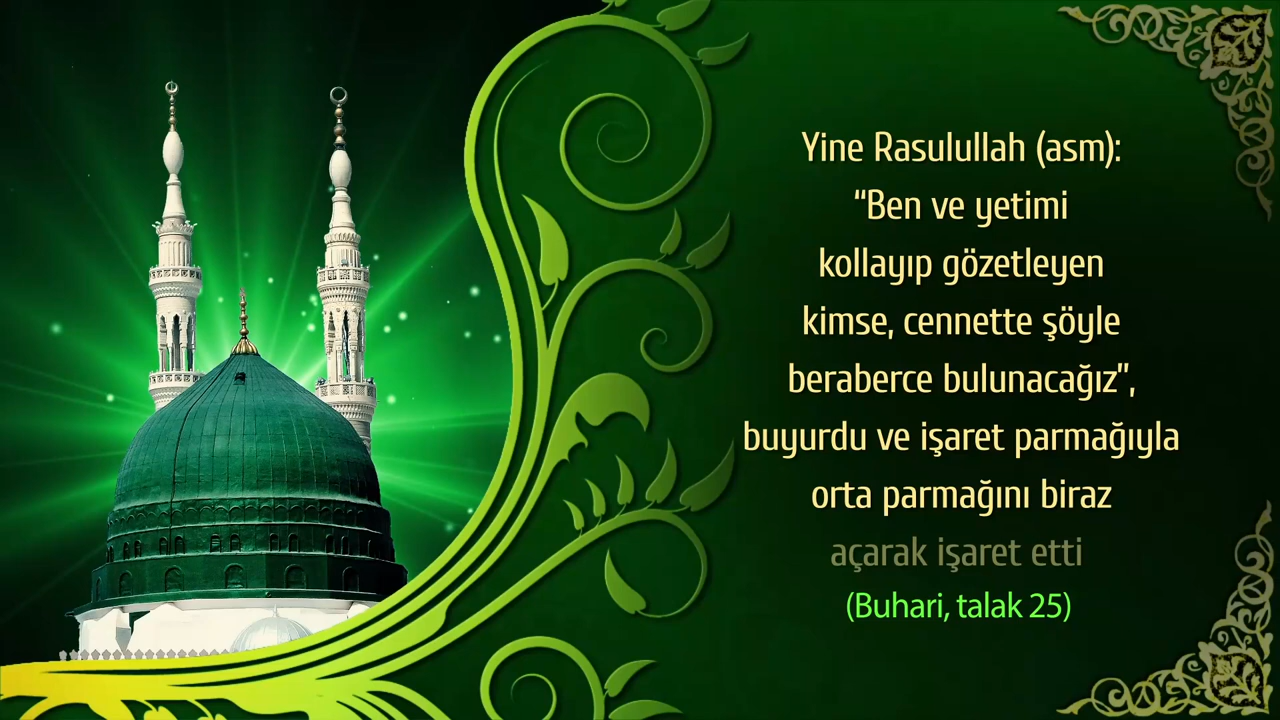 Yine Rasulullah (asm):
“Ben ve yetimi
kollayıp gözetleyen
kimse, cennette şöyle
beraberce bulunacağız”,
buyurdu ve işaret parmağıyla
orta parmağını biraz
açarak işaret etti
(Buhari, talak 25)